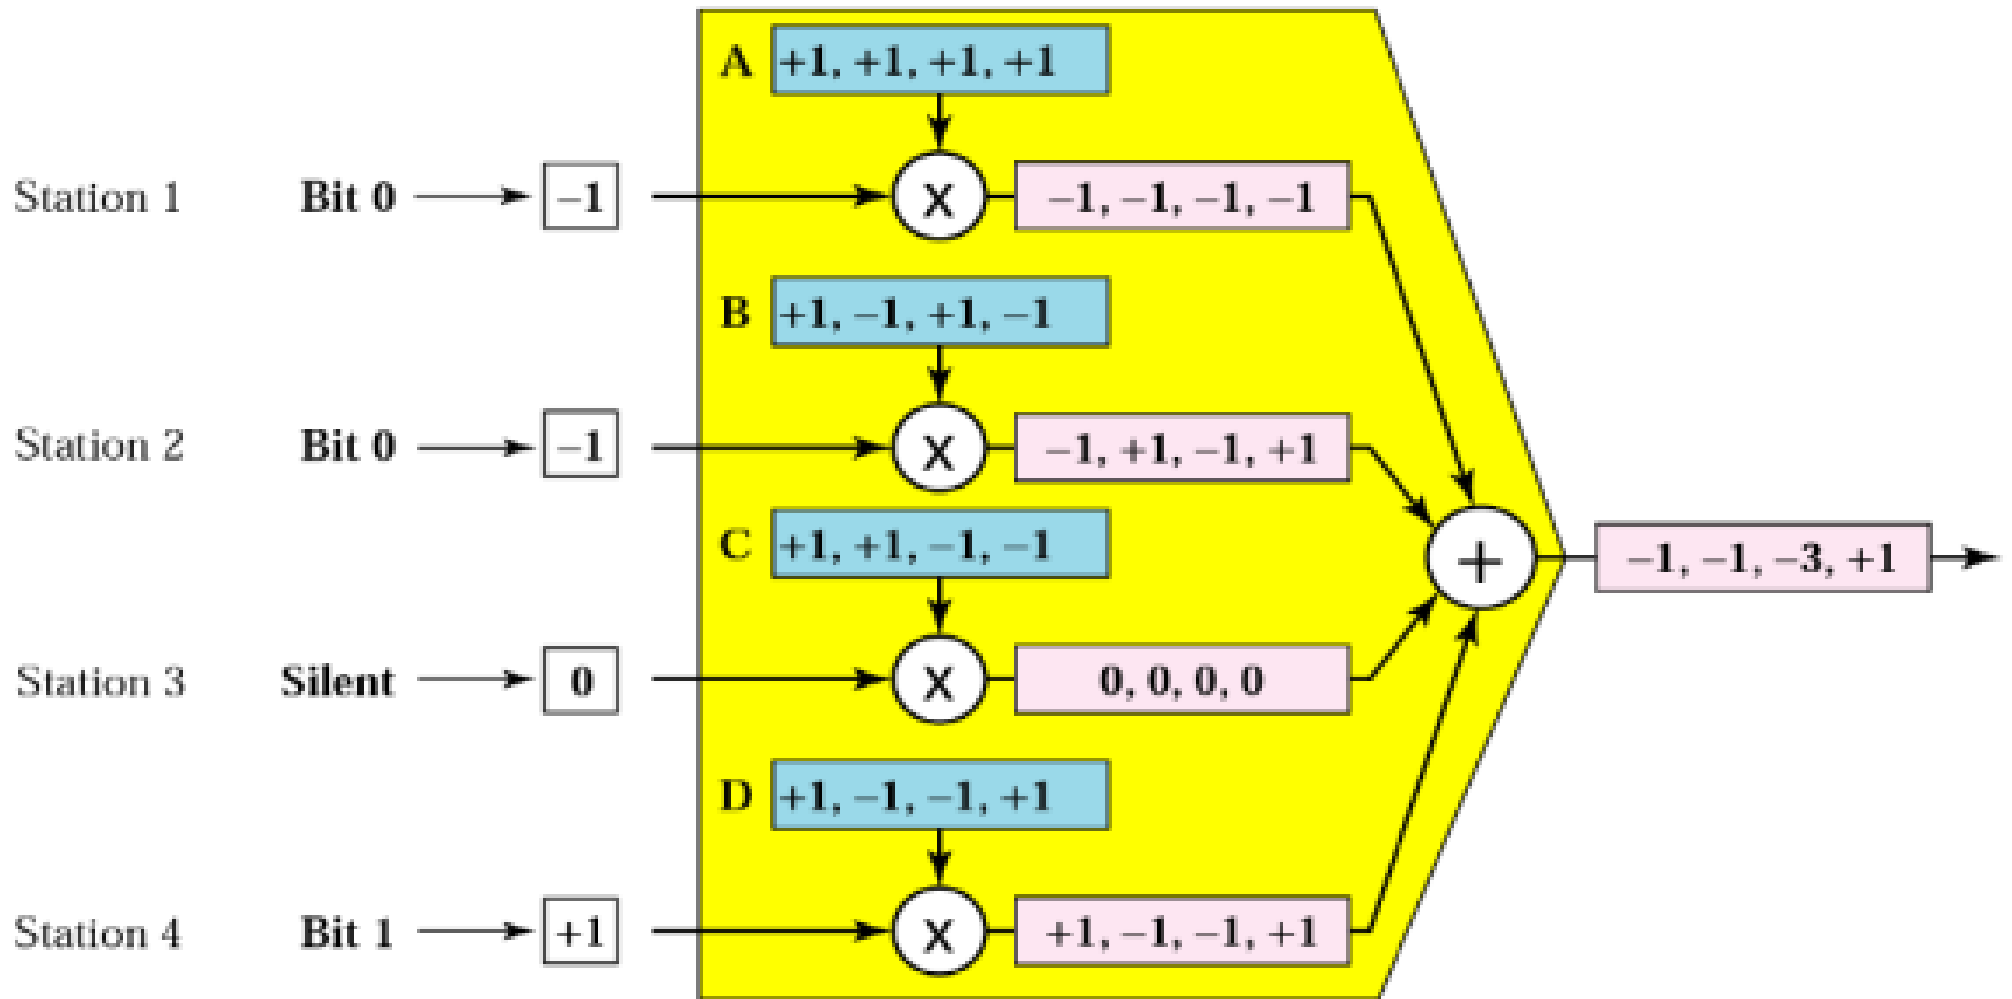 A +1, +1, +1, +1
Station 1 Bit 0 –1 X –1, –1, –1, –1
B +1, –1, +1, –1
Station 2 Bit 0 –1 X –1, +1, –1, +1
C +1, +1, –1, –1
+ –1, –1, –3, +1
Station 3 Silent 0 X 0, 0, 0, 0
D +1, –1, –1, +1
Station 4 Bit 1 +1 X +1, –1, –1, +1